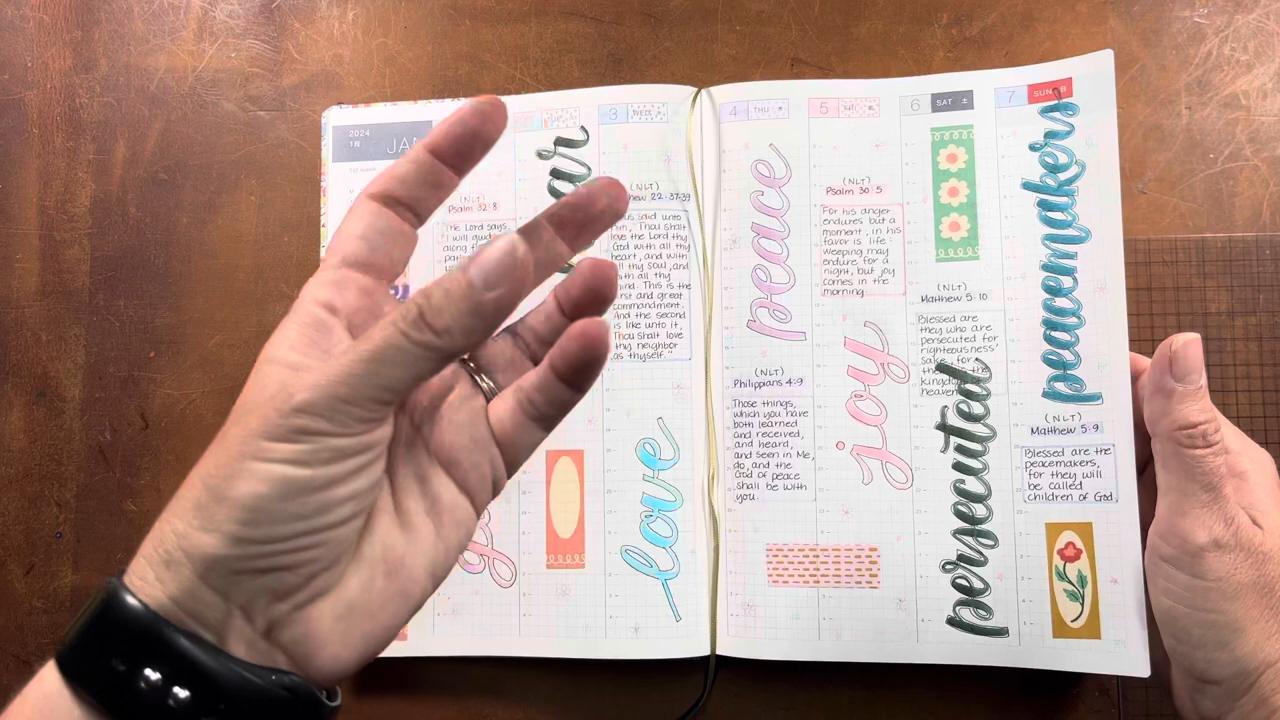 2024
1月
JAN
(NLT)
Psalm 32:8
The Lord says,
I will guide
along
3 WED
(NLT)
22:37-39
said unto
him, Thou shalt
love the Lord thy
God with all thy
heart, and with
all thy soul, and
with all thy
mind. This is the
first and great
commandment.
And the second
is like unto it,
Thou shalt love
thy neighbor
as thyself."
love
4 THU
peace
(NLT)
Philippians 4:9
Those things,
which you have
both learned
and received,
and heard,
and seen in Me,
do, and the
God of peace
shall be with
you.
5
(NLT)
Psalm 30:5
For his anger
endures but a
moment, in his
favor is life:
Weeping may
endure for a
night, but joy
comes in the
morning.
joy
6 SAT 土
(NLT)
Matthew 5:10
Blessed are
they who are
persecuted for
righteousness'
sake, for
the
kingdom
heaven
persecuted
7 SUN
peacemakers
(NLT)
Matthew 5:9
Blessed are the
peacemakers,
for they will
be called
children of God.